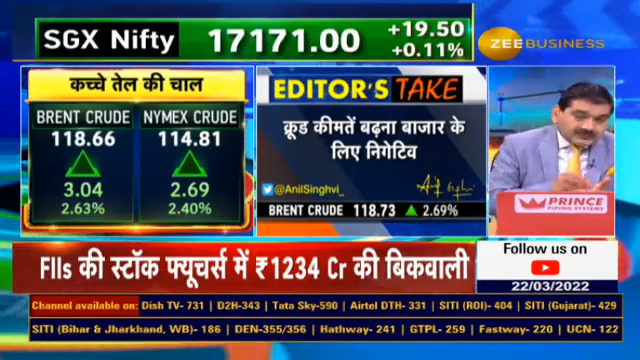 SGX Nifty 17171.00 +19.50 +0.11%
ZEE BUSINESS
कच्चे तेल की चाल
BRENT CRUDE NYMEX CRUDE
118.66 114.81
3.04 2.69
2.63% 2.40%
EDITOR'S TAKE
क्रूड कीमतें बढ़ना बाजार के
लिए निगेटिव
@AnilSinghvi_
BRENT CRUDE 118.73 2.69%
PRINCE
PIPING SYSTEMS
FIIs की स्टॉक फ्यूचर्स में ₹1234 Cr की बिकवाली
Follow us on
22/03/2022
Channel available on: Dish TV- 731 | D2H-343 | Tata Sky-590 | Airtel DTH- 331 | SITI (ROI)- 404 | SITI (Gujarat)- 429
SITI (Bihar & Jharkhand, WB)- 186 | DEN-355/356 | Hathway- 241 | GTPL- 259 | Fastway- 220 | UCN- 122